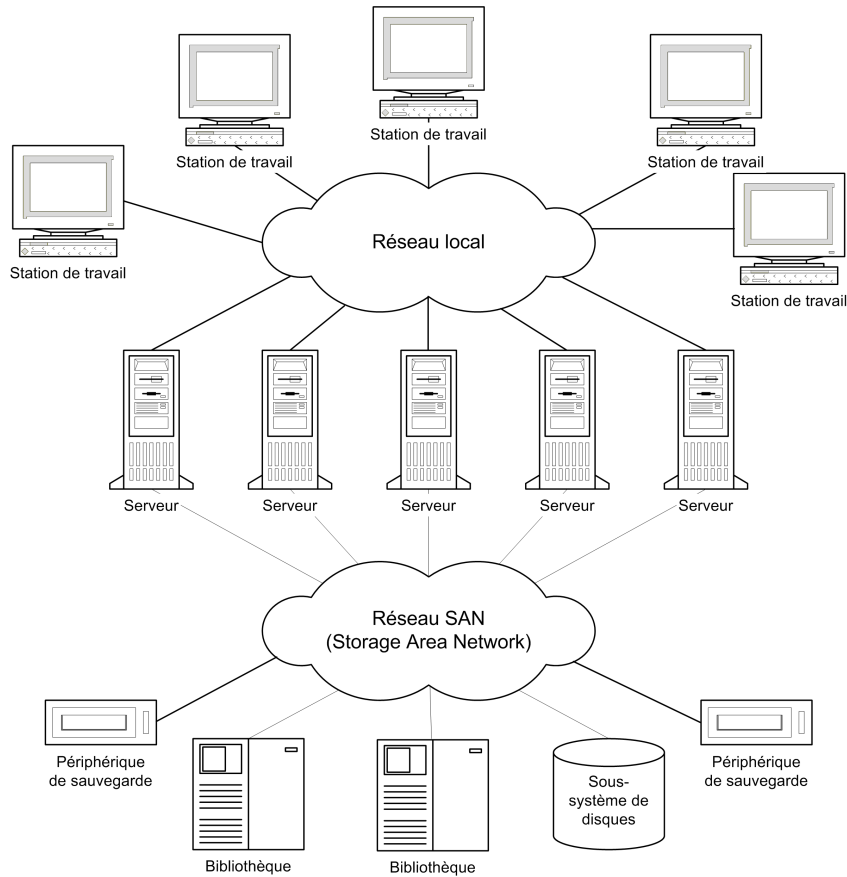 Station de travail
Station de travail
Station de travail
Station de travail
Station de travail
Réseau local
Serveur
Serveur
Serveur
Serveur
Serveur
Réseau SAN
(Storage Area Network)
Périphérique
de sauvegarde
Bibliothèque
Bibliothèque
Sous-
système de
disques
Périphérique
de sauvegarde